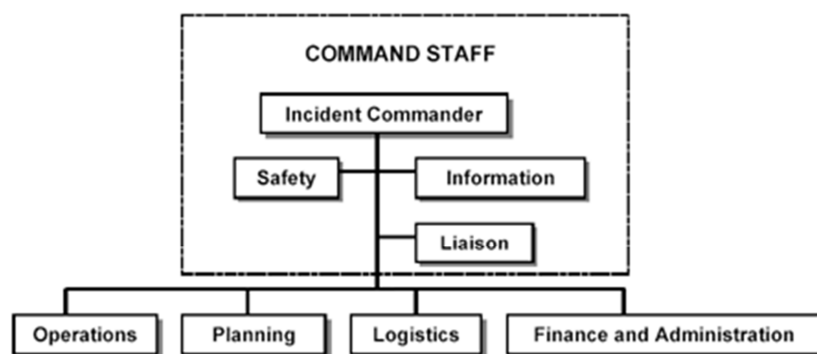 COMMAND STAFF
Incident Commander
Safety
Information
Liaison
Operations
Planning
Logistics
Finance and Administration